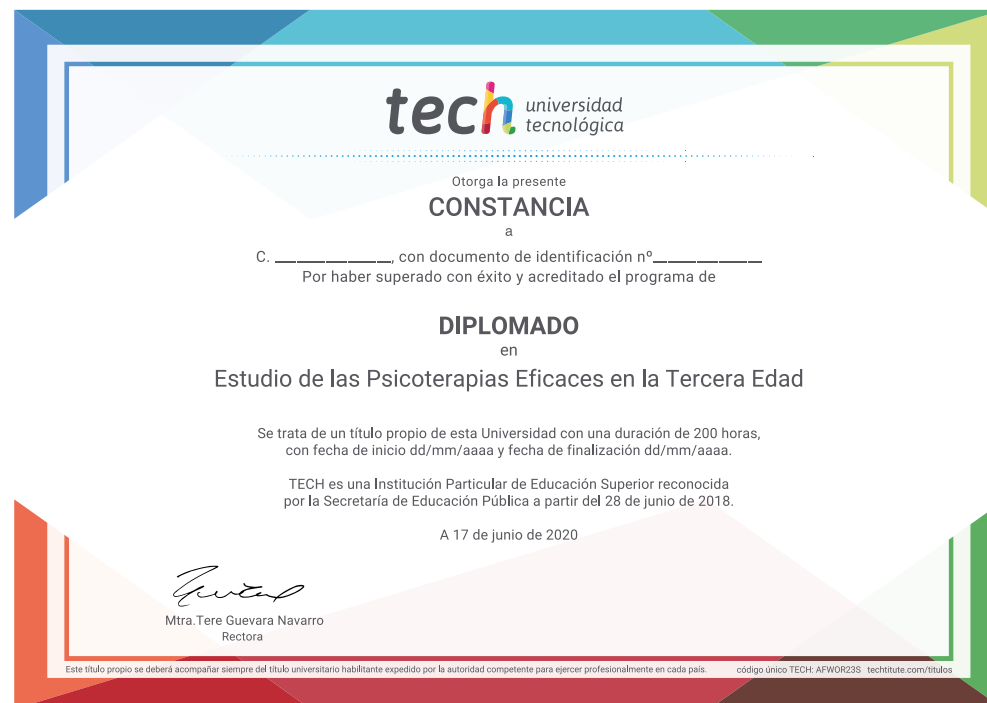 tech universidad
tecnológica
Otorga la presente
CONSTANCIA
a
C. ______________, con documento de identificación nº_____________
Por haber superado con éxito y acreditado el programa de
DIPLOMADO
en
Estudio de las Psicoterapias Eficaces en la Tercera Edad
Se trata de un título propio de esta Universidad con una duración de 200 horas,
con fecha de inicio dd/mm/aaaa y fecha de finalización dd/mm/aaaa.
TECH es una Institución Particular de Educación Superior reconocida
por la Secretaría de Educación Pública a partir del 28 de junio de 2018.
A 17 de junio de 2020
Mtra.Tere Guevara Navarro
Rectora
Este título propio se deberá acompañar siempre del título universitario habilitante expedido por la autoridad competente para ejercer profesionalmente en cada país. código único TECH: AFWOR23S techtitute.com/titulos